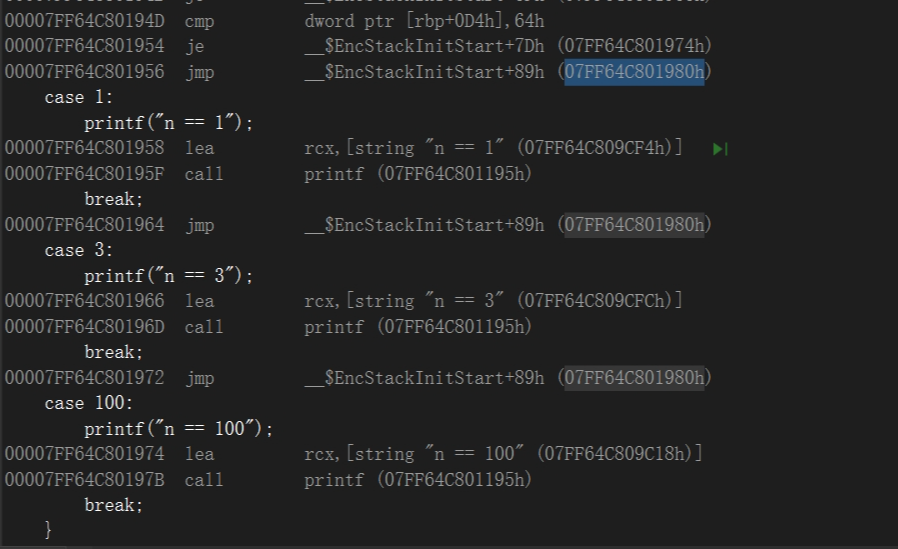 00007FF64C80194D  cmp         dword ptr [rbp+0D4h],64h
00007FF64C801954  je          __$EncStackInitStart+7Dh (07FF64C801974h)
00007FF64C801956  jmp         __$EncStackInitStart+89h (07FF64C801980h)
    case 1:
        printf("n == 1");
00007FF64C801958  lea         rcx,[string "n == 1" (07FF64C809CF4h)]
00007FF64C80195F  call        printf (07FF64C801195h)
        break;
00007FF64C801964  jmp         __$EncStackInitStart+89h (07FF64C801980h)
    case 3:
        printf("n == 3");
00007FF64C801966  lea         rcx,[string "n == 3" (07FF64C809CFCh)]
00007FF64C80196D  call        printf (07FF64C801195h)
        break;
00007FF64C801972  jmp         __$EncStackInitStart+89h (07FF64C801980h)
    case 100:
        printf("n == 100");
00007FF64C801974  lea         rcx,[string "n == 100" (07FF64C809C18h)]
00007FF64C80197B  call        printf (07FF64C801195h)
        break;
    }